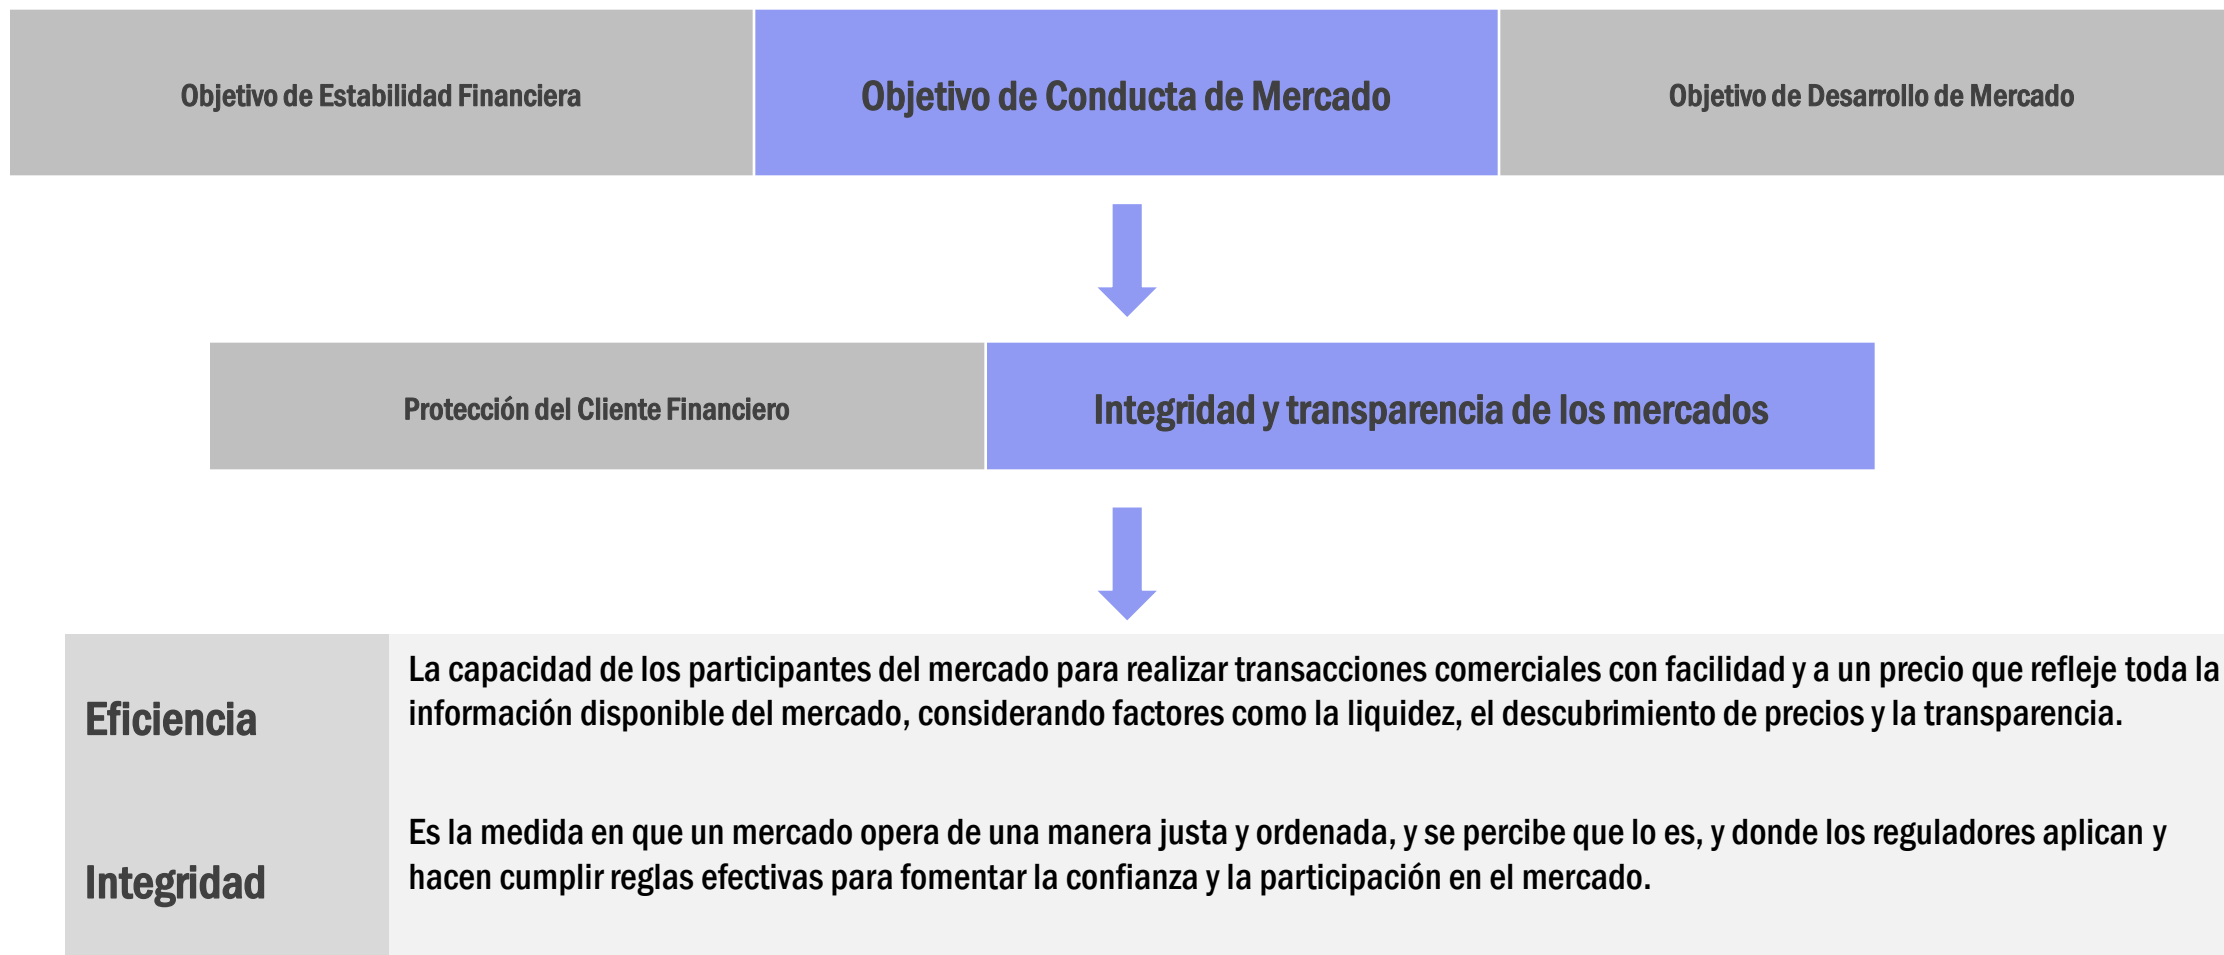 Objetivo de Estabilidad Financiera
Objetivo de Conducta de Mercado
Objetivo de Desarrollo de Mercado
Protección del Cliente Financiero
Integridad y transparencia de los mercados
Eficiencia
La capacidad de los participantes del mercado para realizar transacciones comerciales con facilidad y a un precio que refleje toda la
información disponible del mercado, considerando factores como la liquidez, el descubrimiento de precios y la transparencia.
Integridad
Es la medida en que un mercado opera de una manera justa y ordenada, y se percibe que lo es, y donde los reguladores aplican y
hacen cumplir reglas efectivas para fomentar la confianza y la participación en el mercado.